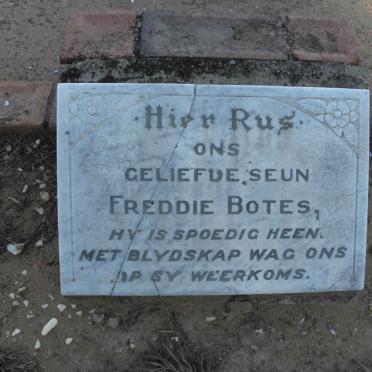 Hier Rus
ONS
GELIEFDE SEUN
FREDDIE BOTES,
HY IS SPOEDIG HEEN.
MET BLYDSKAP WAG ONS
OP SY WEERKOMS.